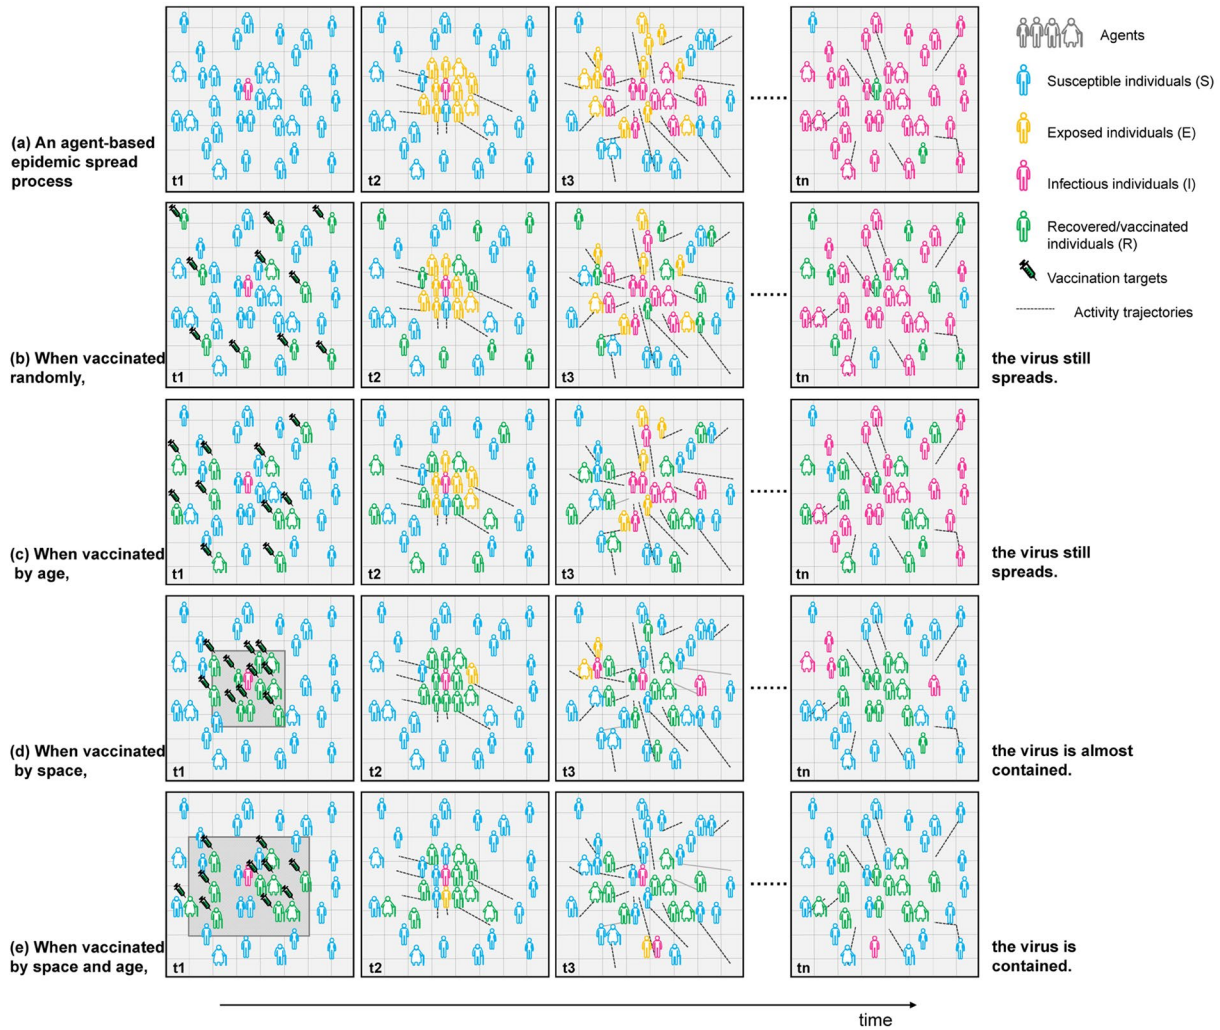 Agents
Susceptible individuals (S)
Exposed individuals (E)
Infectious individuals (I)
Recovered/vaccinated
individuals (R)
Vaccination targets
Activity trajectories
(a) An agent-based
epidemic spread
process
t1
t2
t3
tn
(b) When vaccinated
randomly,
t1
t2
t3
tn
the virus still
spreads.
(c) When vaccinated
by age,
t1
t2
t3
tn
the virus still
spreads.
(d) When vaccinated
by space,
t1
t2
t3
tn
the virus is almost
contained.
(e) When vaccinated
by space and age,
t1
t2
t3
tn
the virus is
contained.
time